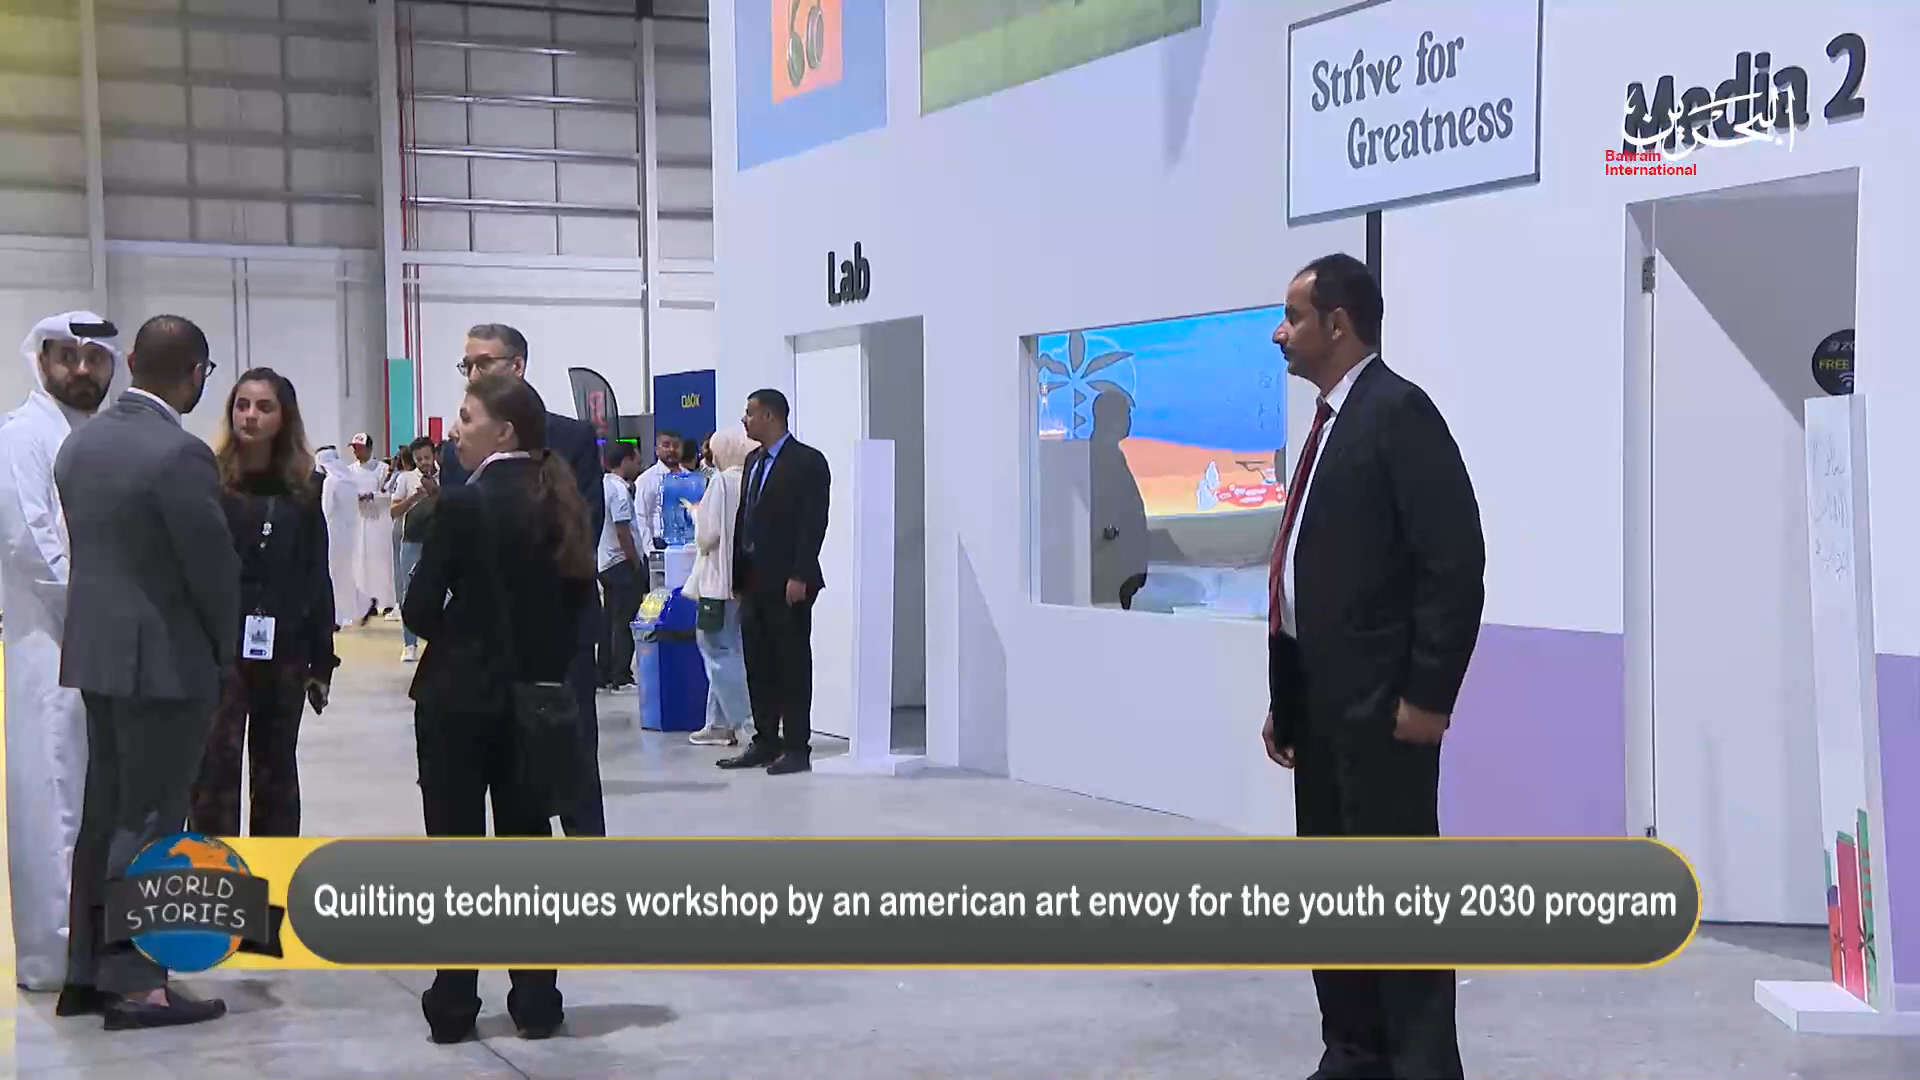 Strive for
Greatness
Media 2
البحرين
Bahrain
International
Lab
FREE
WORLD
STORIES
Quilting techniques workshop by an american art envoy for the youth city 2030 program